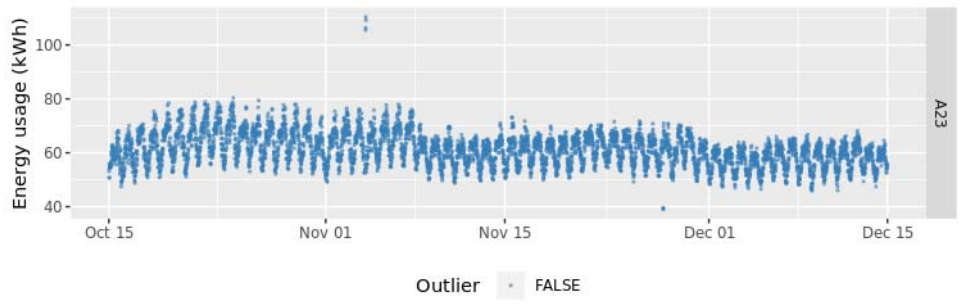 Energy usage (kWh)
100
80
60
40
A23
Oct 15
Nov 01
Nov 15
Dec 01
Dec 15
Outlier
FALSE